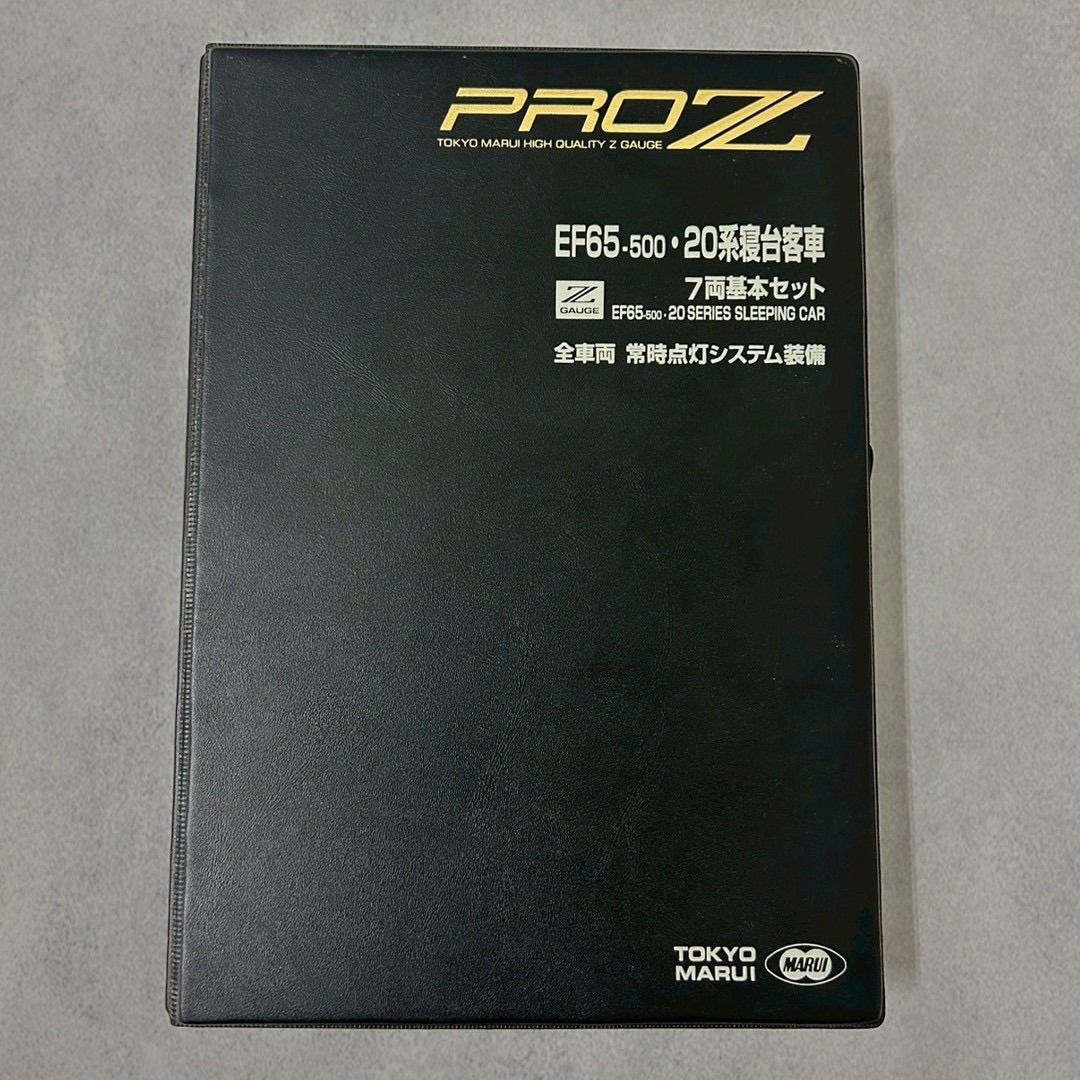 PROZ
TOKYO MARUI HIGH QUALITY Z GAUGE
EF65-500・20系寝台客車
7両基本セット
Z GAUGE
EF65-500・20 SERIES SLEEPING CAR
全車両 常時点灯システム装備
TOKYO MARUI
MARUI